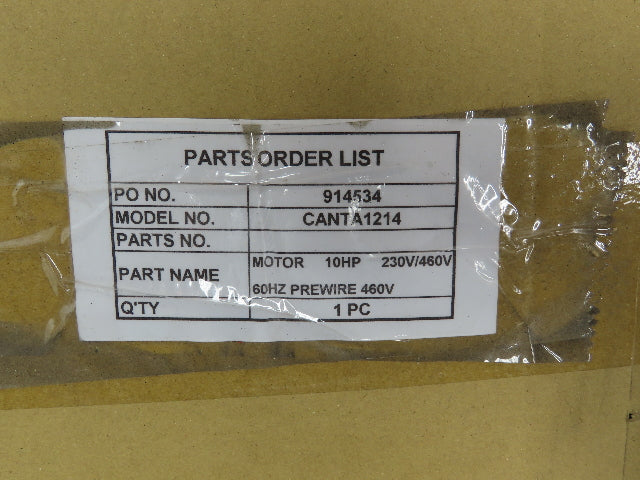 PARTS ORDER LIST
PO NO. 914534
MODEL NO. CANTA1214
PARTS NO.
PART NAME MOTOR 10HP 230V/460V
60HZ PREWIRE 460V
Q'TY 1 PC